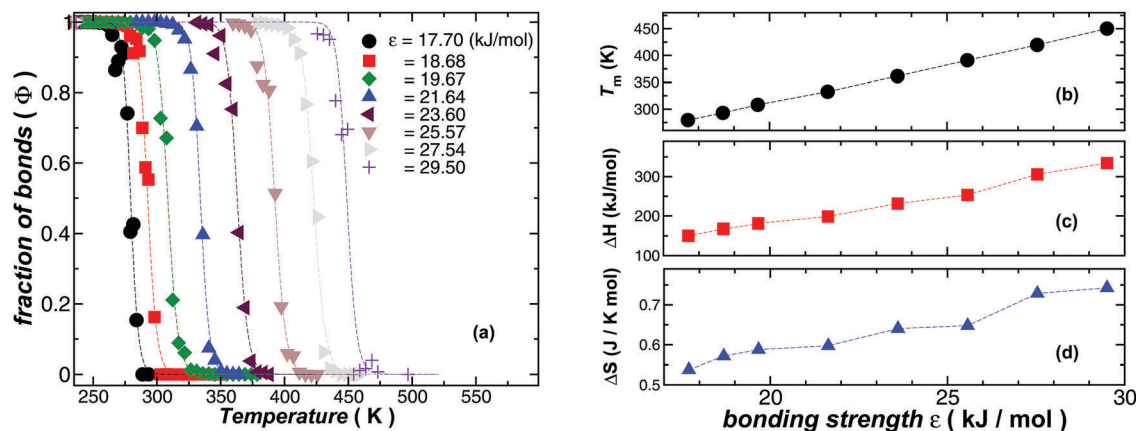 fraction of bonds ( Φ )
1
0.8
0.6
0.4
0.2
0
250 300 350 400 450 500 550
Temperature ( K )
ε = 17.70 (kJ/mol)
= 18.68
= 19.67
= 21.64
= 23.60
= 25.57
= 27.54
= 29.50
(a)
T_m (K)
450
400
350
300
(b)
ΔH (kJ/mol)
300
200
100
(c)
ΔS (J / K mol)
0.7
0.6
0.5
(d)
20 25 30
bonding strength ε ( kJ / mol )